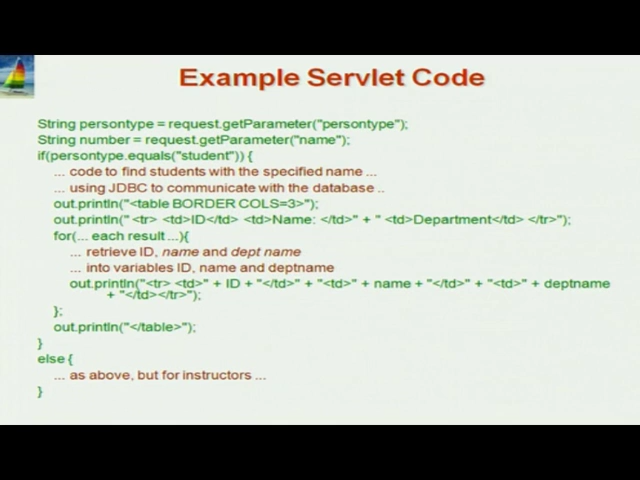 Example Servlet Code
String persontype = request.getParameter("persontype");
String number = request.getParameter("name");
if(persontype.equals("student")) {
... code to find students with the specified name ...
... using JDBC to communicate with the database ..
out.println("<table BORDER COLS=3>");
out.println(" <tr> <td>ID</td> <td>Name: </td>" + " <td>Department</td> </tr>");
for(... each result ...){
... retrieve ID, name and dept name
... into variables ID, name and deptname
out.println("<tr> <td>" + ID + "</td>" + "<td>" + name + "</td>" + "<td>" + deptname
+ "</td></tr>");
};
out.println("</table>");
}
else {
... as above, but for instructors ...
}